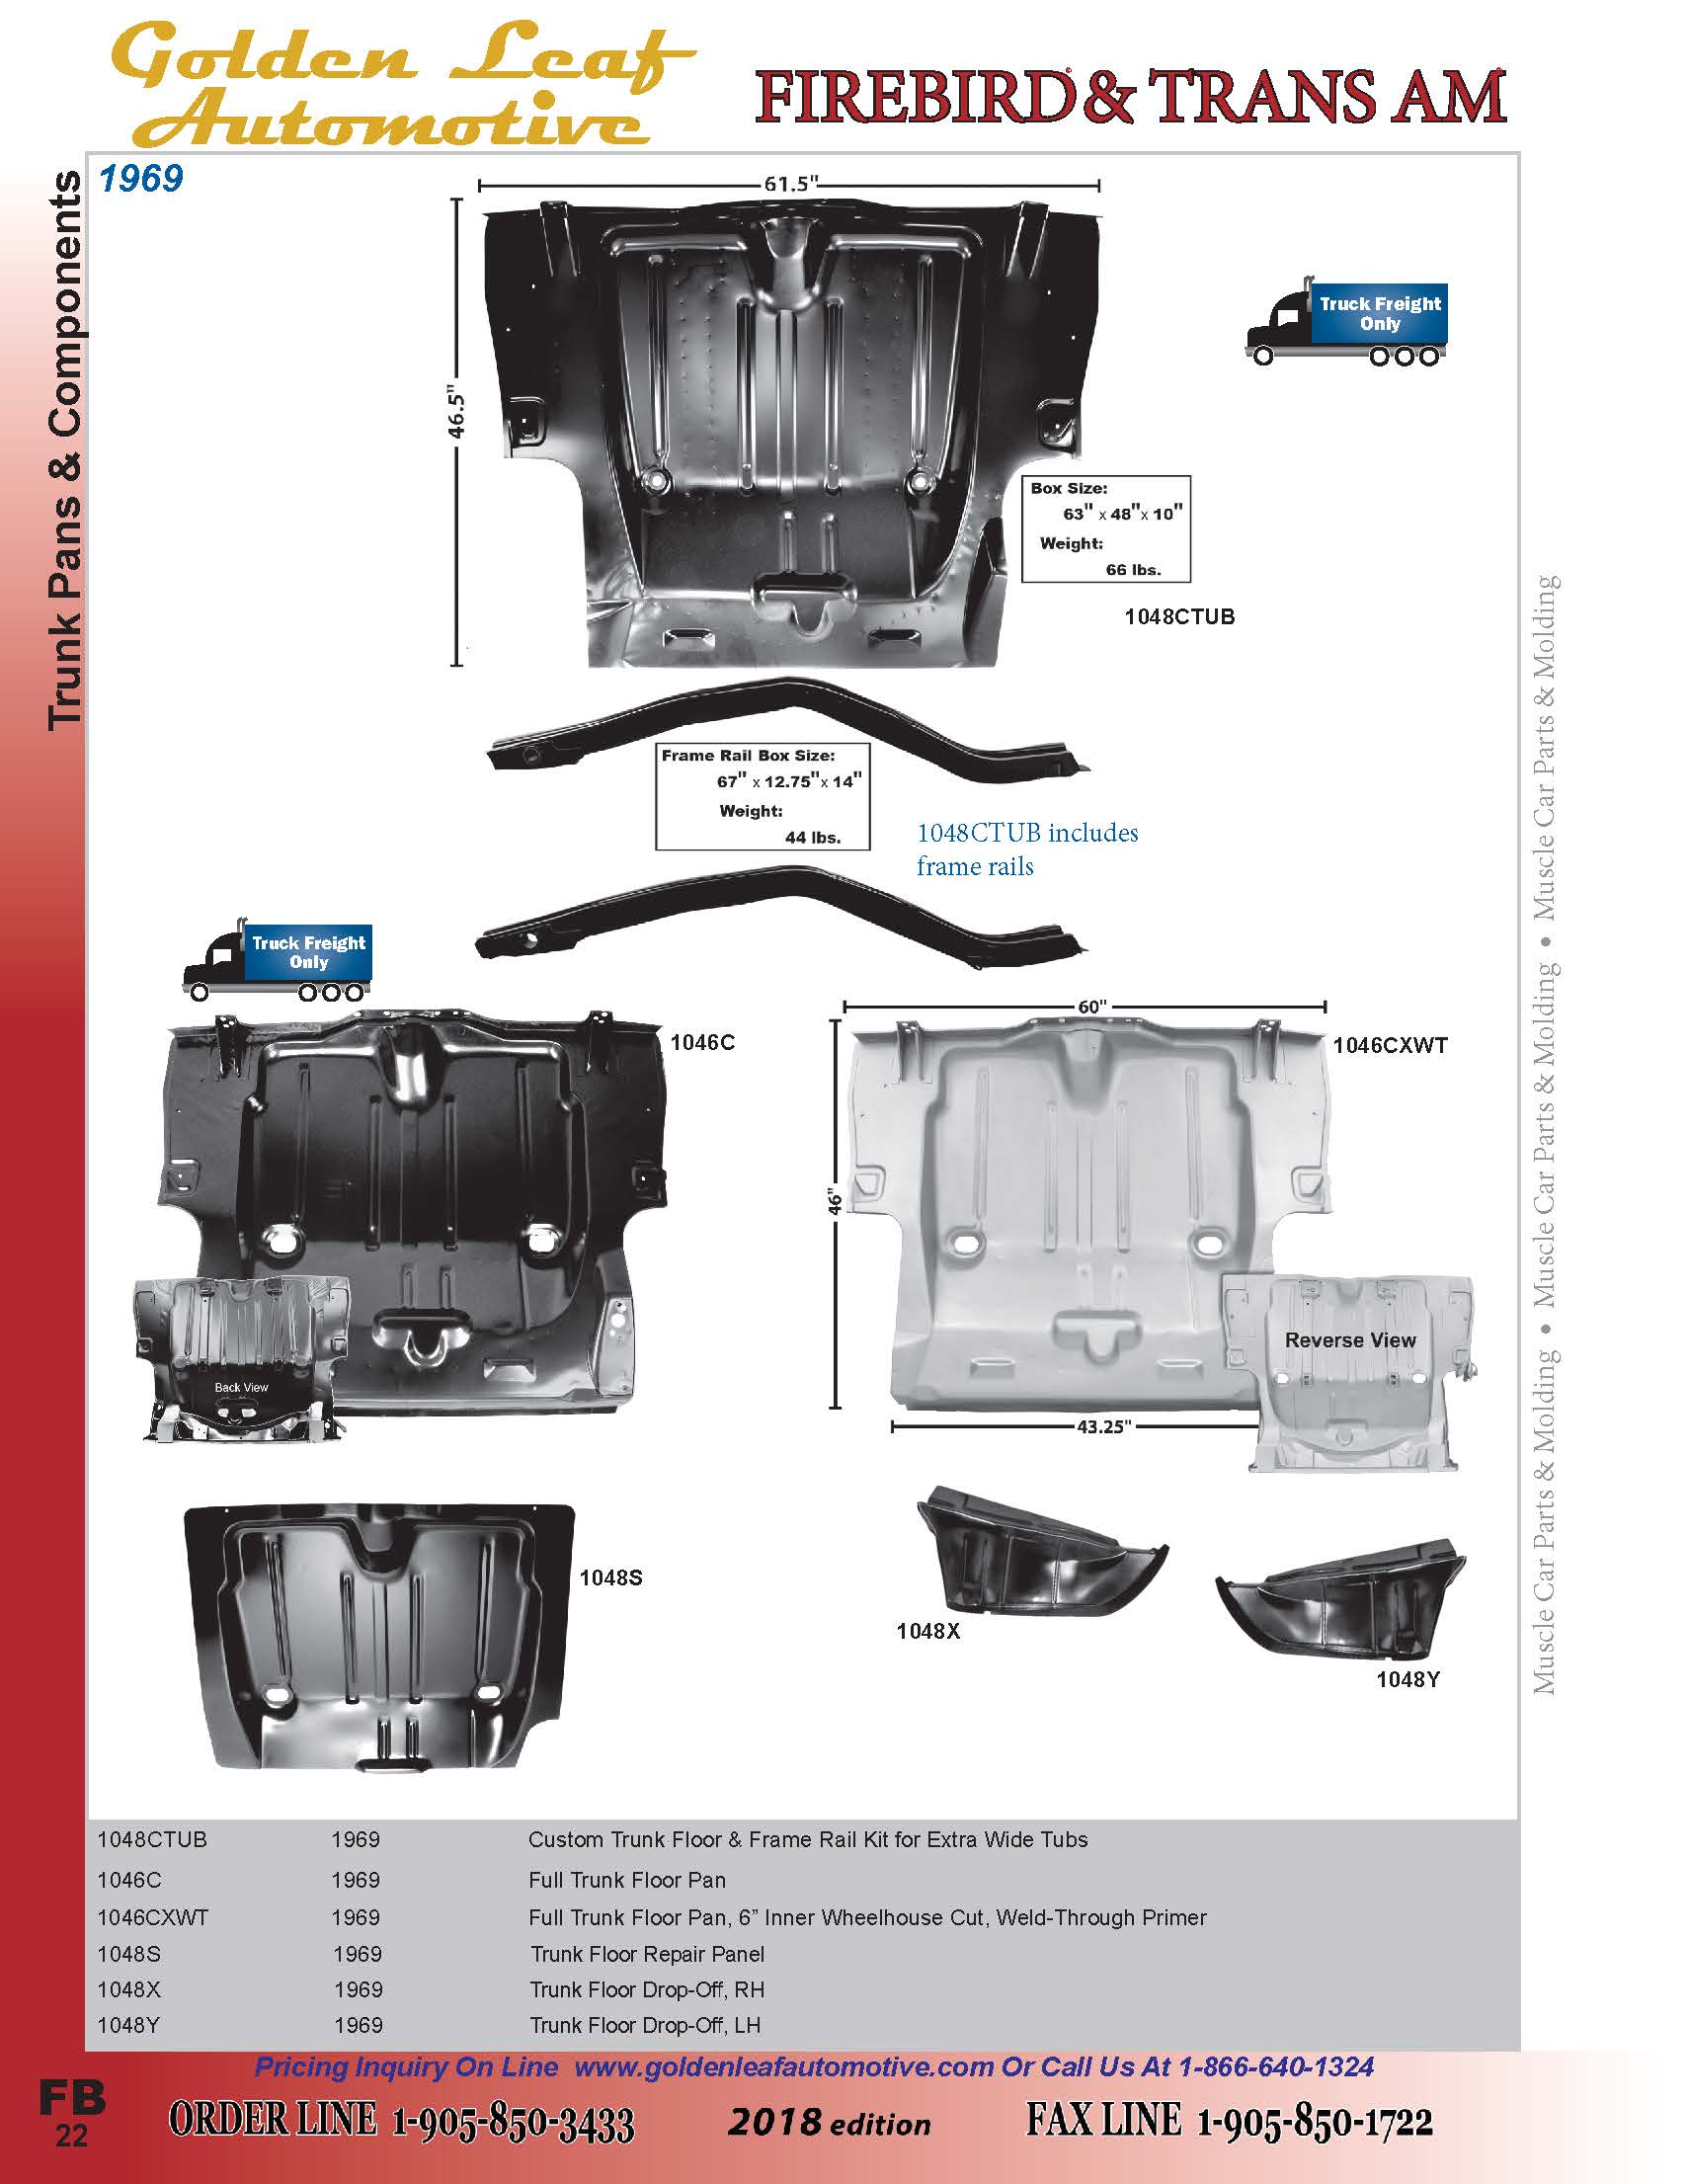 Golden Leaf
Automotive
FIREBIRD & TRANS AM
Trunk Pans & Components
1969
61.5"
46.5"
Truck Freight
Only
Box Size:
63" x 48" x 10"
Weight:
66 lbs.
1048CTUB
Frame Rail Box Size:
67" x 12.75" x 14"
Weight:
44 lbs.
1048CTUB includes
frame rails
Truck Freight
Only
1046C
Back View
60"
46"
1046CXWT
Reverse View
43.25"
1048S
1048X
1048Y
Muscle Car Parts & Molding • Muscle Car Parts & Molding • Muscle Car Parts & Molding
1048CTUB 1969 Custom Trunk Floor & Frame Rail Kit for Extra Wide Tubs
1046C 1969 Full Trunk Floor Pan
1046CXWT 1969 Full Trunk Floor Pan, 6” Inner Wheelhouse Cut, Weld-Through Primer
1048S 1969 Trunk Floor Repair Panel
1048X 1969 Trunk Floor Drop-Off, RH
1048Y 1969 Trunk Floor Drop-Off, LH
Pricing Inquiry On Line www.goldenleafautomotive.com Or Call Us At 1-866-640-1324
FB
22
ORDER LINE 1-905-850-3433
2018 edition
FAX LINE 1-905-850-1722